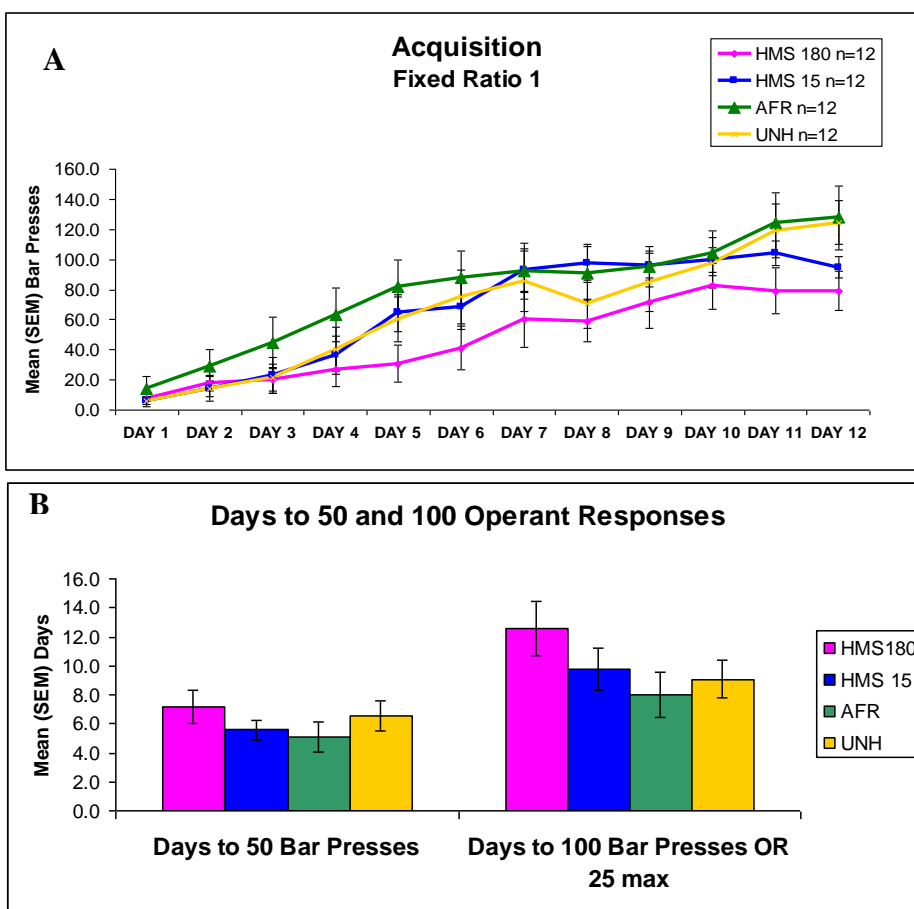 A
Acquisition
Fixed Ratio 1
HMS 180 n=12
HMS 15 n=12
AFR n=12
UNH n=12
Mean (SEM) Bar Presses
160.0
140.0
120.0
100.0
80.0
60.0
40.0
20.0
0.0
DAY 1 DAY 2 DAY 3 DAY 4 DAY 5 DAY 6 DAY 7 DAY 8 DAY 9 DAY 10 DAY 11 DAY 12
B
Days to 50 and 100 Operant Responses
Mean (SEM) Days
16.0
14.0
12.0
10.0
8.0
6.0
4.0
2.0
0.0
HMS180
HMS 15
AFR
UNH
Days to 50 Bar Presses
Days to 100 Bar Presses OR
25 max